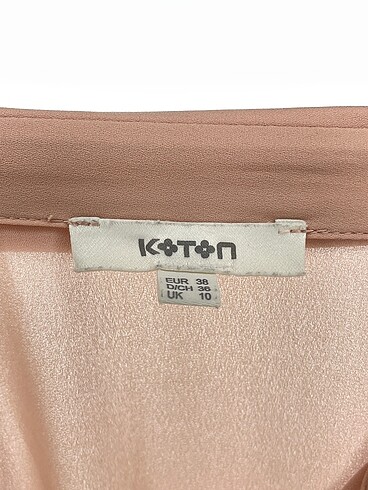 KOTON
EUR 38
D/CH 36
UK 10